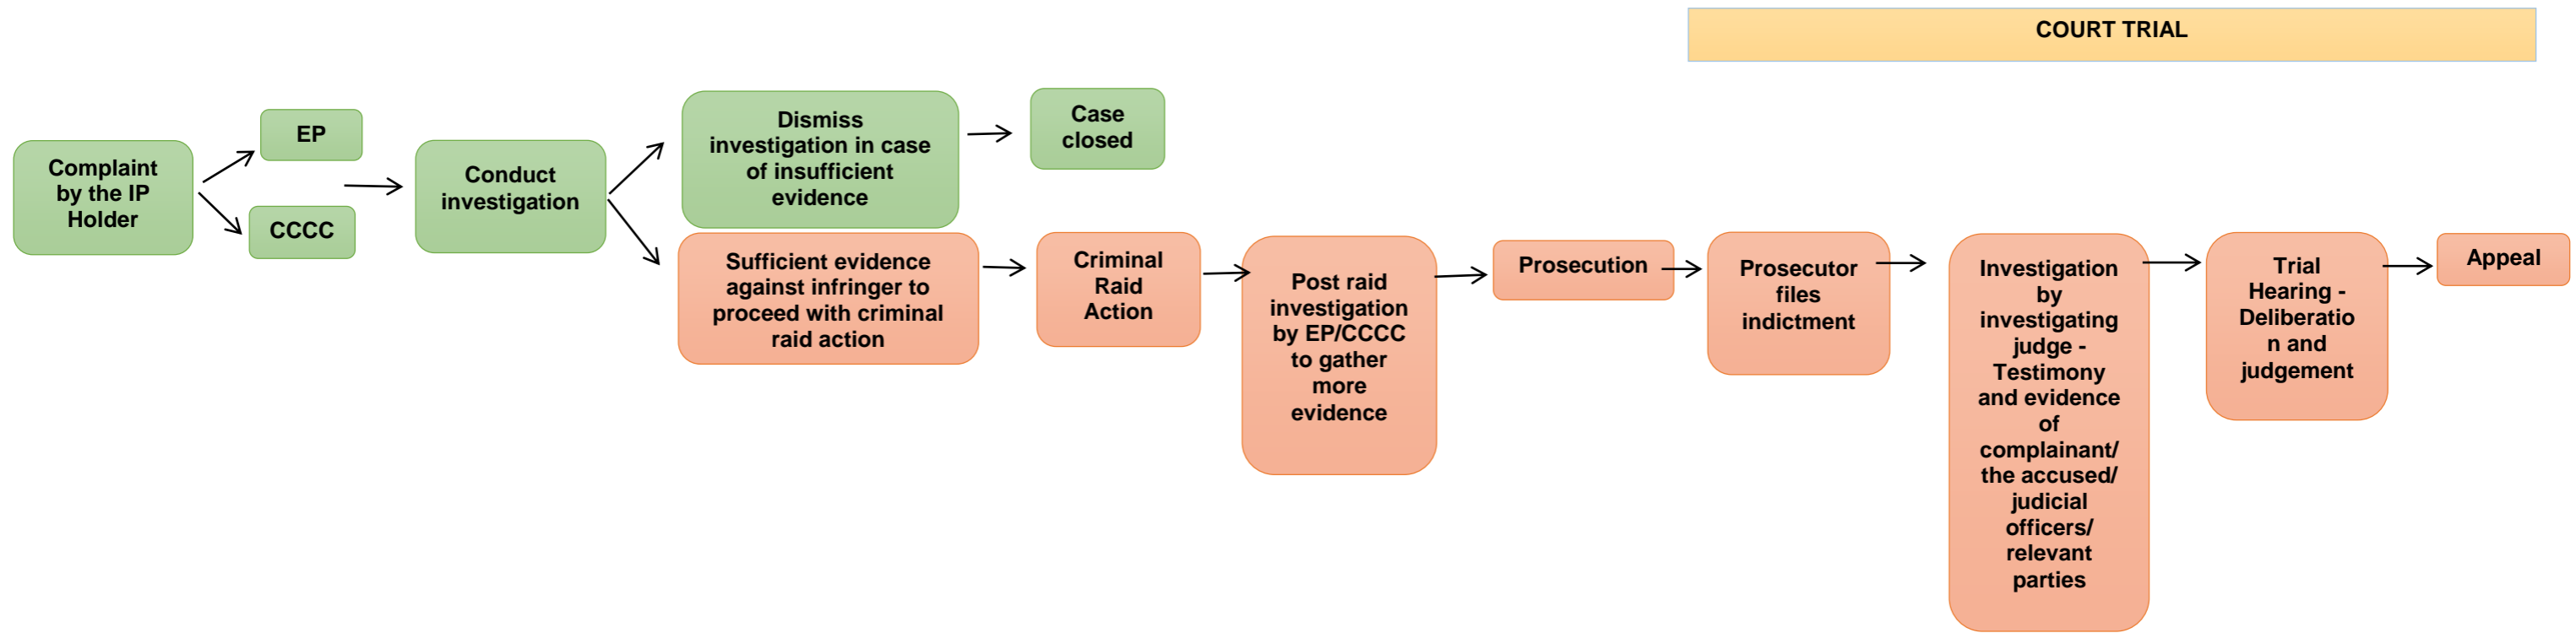 COURT TRIAL
Complaint
by the IP
Holder
EP
CCCC
Conduct
investigation
Dismiss
investigation in case
of insufficient
evidence
Case
closed
Sufficient evidence
against infringer to
proceed with criminal
raid action
Criminal
Raid
Action
Post raid
investigation
by EP/CCCC
to gather
more
evidence
Prosecution
Prosecutor
files
indictment
Investigation
by
investigating
judge -
Testimony
and evidence
of
complainant/
the accused/
judicial
officers/
relevant
parties
Trial
Hearing -
Deliberatio
n and
judgement
Appeal